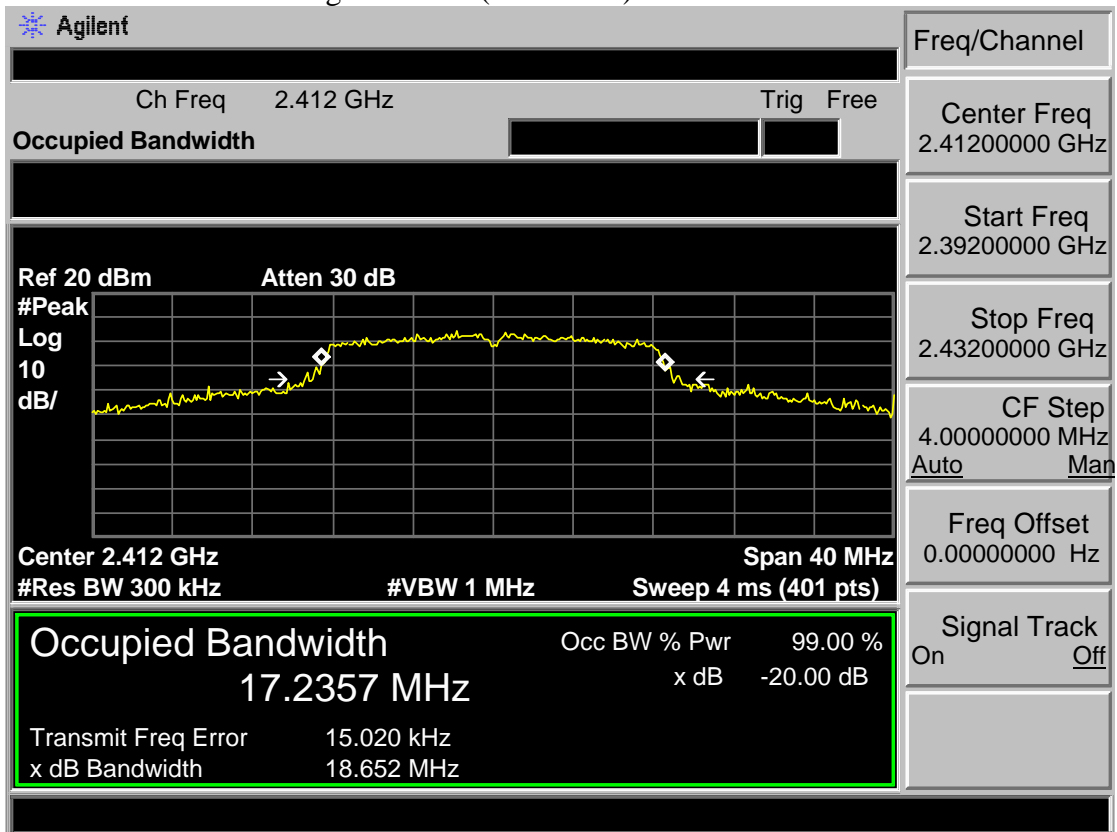 Agilent
Freq/Channel
Ch Freq 2.412 GHz Trig Free
Occupied Bandwidth
Center Freq
2.41200000 GHz
Start Freq
2.39200000 GHz
Stop Freq
2.43200000 GHz
CF Step
4.00000000 MHz
Auto Man
Freq Offset
0.00000000 Hz
Signal Track
On Off
Ref 20 dBm Atten 30 dB
#Peak
Log
10
dB/
Center 2.412 GHz Span 40 MHz
#Res BW 300 kHz #VBW 1 MHz Sweep 4 ms (401 pts)
Occupied Bandwidth
17.2357 MHz
Occ BW % Pwr 99.00 %
x dB -20.00 dB
Transmit Freq Error 15.020 kHz
x dB Bandwidth 18.652 MHz